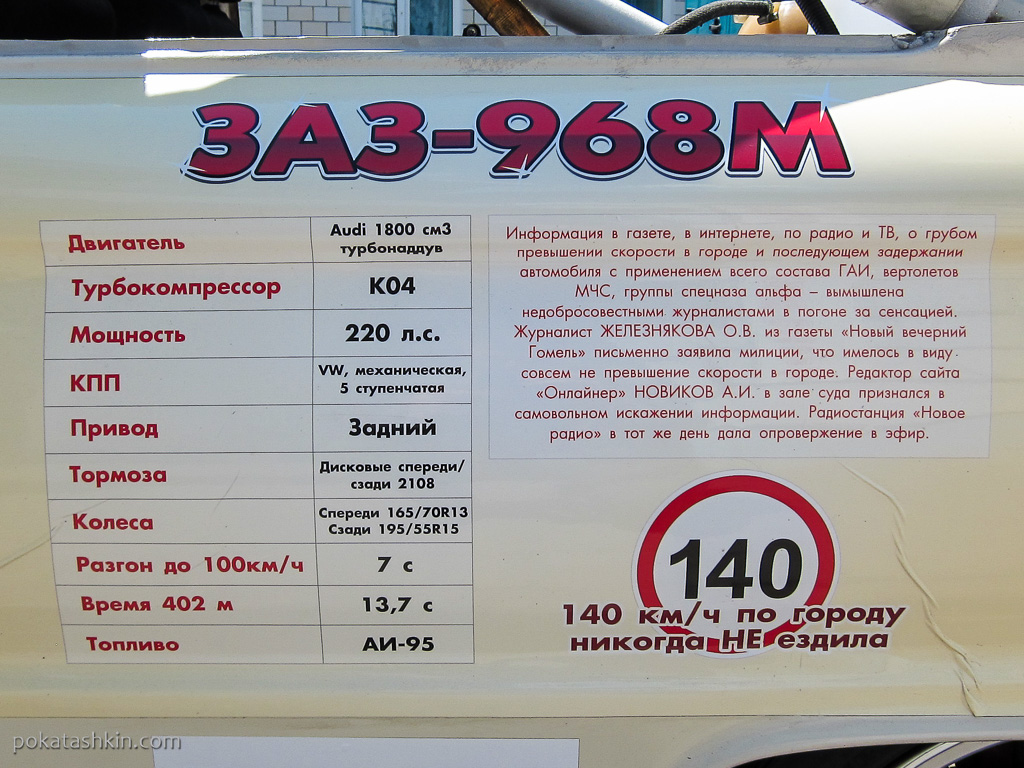 ЗАЗ-968М
Двигатель
Audi 1800 см3
турбонаддув
Турбокомпрессор
К04
Мощность
220 л.с.
КПП
VW, механическая,
5 ступенчатая
Привод
Задний
Тормоза
Дисковые спереди/
сзади 2108
Колеса
Спереди 165/70R13
Сзади 195/55R15
Разгон до 100км/ч
7 с
Время 402 м
13,7 с
Топливо
АИ-95
Информация в газете, в интернете, по радио и ТВ, о грубом
превышении скорости в городе и последующем задержании
автомобиля с применением всего состава ГАИ, вертолетов
МЧС, группы спецназа альфа – вымышлена
недобросовестными журналистами в погоне за сенсацией.
Журналист ЖЕЛЕЗНЯКОВА О.В. из газеты «Новый вечерний
Гомель» письменно заявила милиции, что имелось в виду
совсем не превышение скорости в городе. Редактор сайта
«Онлайнер» НОВИКОВ А.И. в зале суда признался в
самовольном искажении информации. Радиостанция «Новое
радио» в тот же день дала опровержение в эфир.
140
140 км/ч по городу
никогда НЕ ездила
pokatashkin.com